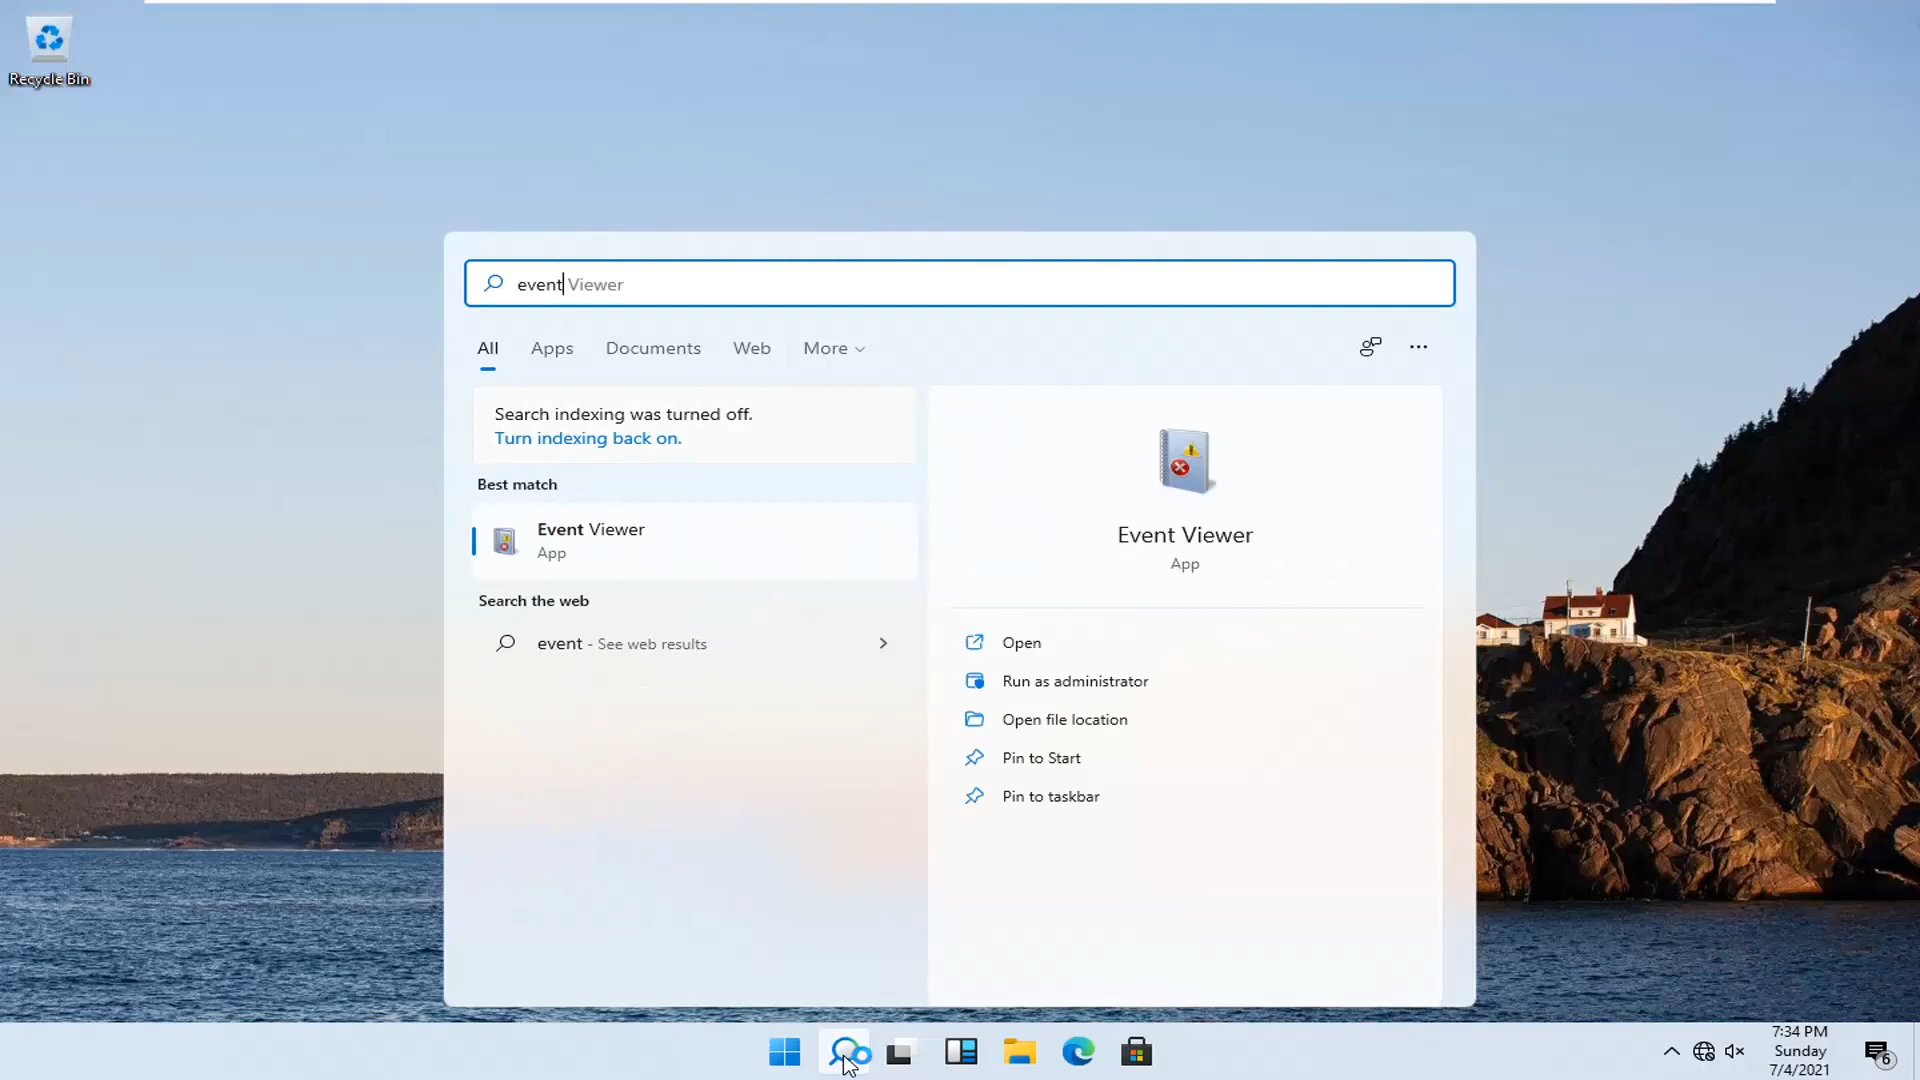 Recycle Bin
event Viewer
All Apps Documents Web More
Search indexing was turned off.
Turn indexing back on.
Best match
Event Viewer
App
Search the web
event - See web results
Event Viewer
App
Open
Run as administrator
Open file location
Pin to Start
Pin to taskbar
7:34 PM
Sunday
7/4/2021
6